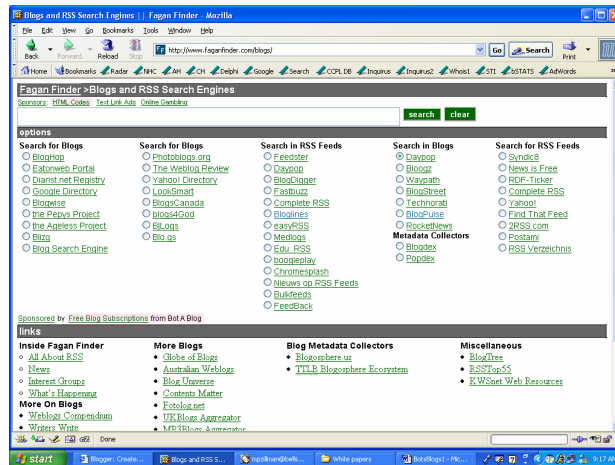 Blogs and RSS Search Engines || Fagan Finder - Mozilla
File Edit View Go Bookmarks Tools Window Help
Back Forward Reload Stop http://www.faganfinder.com/blogs/ Go Search Print
Home Bookmarks Radar NHC AH CH Delphi Google Search CCPL DB Inquirus Inquirus2 Whois1 STI bSTATS AdWords
Fagan Finder >Blogs and RSS Search Engines
Sponsors: HTML Codes Text Link Ads Online Gambling
search clear
options
Search for Blogs
BlogHop
Eatonweb Portal
Diarist.net Registry
Google Directory
Blogwise
the Pepys Project
the Ageless Project
Blizg
Blog Search Engine
Search for Blogs
Photoblogs.org
The Weblog Review
Yahoo! Directory
LookSmart
BlogsCanada
blogs4God
BlLogs
Blo.gs
Search in RSS Feeds
Feedster
Daypop
BlogDigger
Fastbuzz
Complete RSS
Bloglines
easyRSS
Medlogs
Edu_RSS
boogieplay
Chromesplash
Nieuws op RSS Feeds
Bulkfeeds
FeedBack
Search in Blogs
Daypop
Bloogz
Waypath
BlogStreet
Technorati
BlogPulse
RocketNews
Metadata Collectors
Blogdex
Popdex
Search for RSS Feeds
Syndic8
News is Free
RDF-Ticker
Complete RSS
Yahoo!
Find That Feed
2RSS.com
Postami
RSS Verzeichnis
Sponsored by Free Blog Subscriptions from Bot A Blog
links
Inside Fagan Finder
All About RSS
News
Interest Groups
What's Happening
More On Blogs
Weblogs Compendium
Writers Write
More Blogs
Globe of Blogs
Australian Weblogs
Blog Universe
Contents Matter
Fotolog.net
UKBlogs Aggregator
MP3Blogs Aggregator
Blog Metadata Collectors
Blogosphere.us
TTLB Blogosphere Ecosystem
Miscellaneous
BlogTree
RSSTop55
KWSnet Web Resources
Done
start Blogger: Create... Blogs and RSS S... mpzillman@bells... White papers BotsBlogs1 - Mic... 9:17 AM